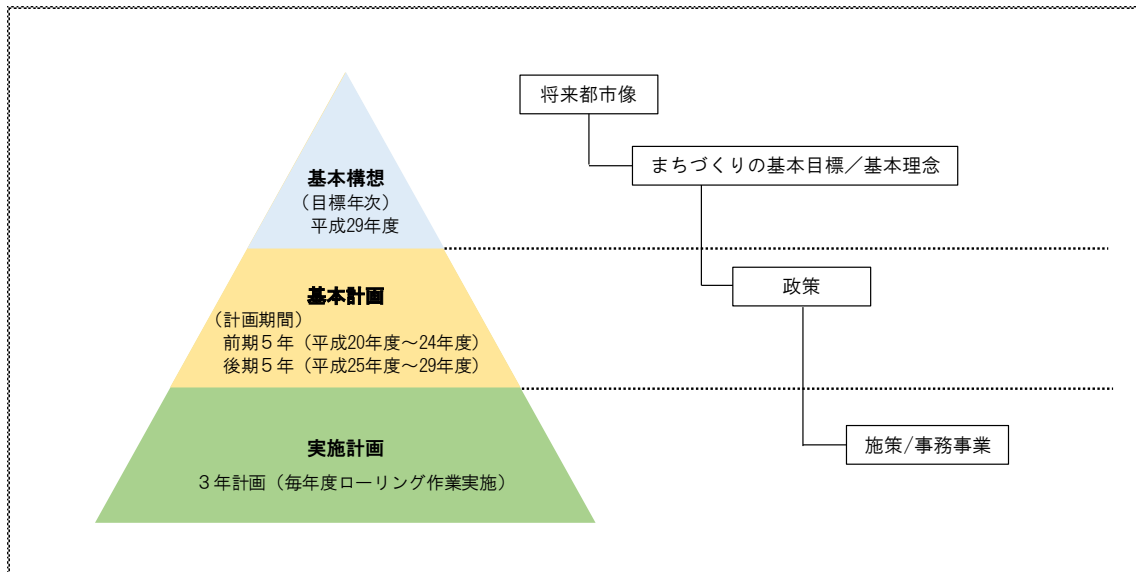 将来都市像
まちづくりの基本目標／基本理念
基本構想
（目標年次）
平成29年度
政策
基本計画
（計画期間）
前期５年（平成20年度～24年度）
後期５年（平成25年度～29年度）
施策/事務事業
実施計画
３年計画（毎年度ローリング作業実施）